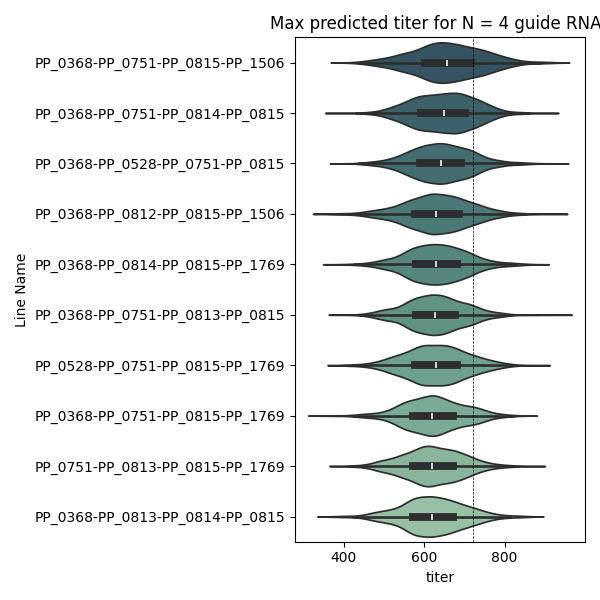 Max predicted titer for N = 4 guide RNA
PP_0368-PP_0751-PP_0815-PP_1506
PP_0368-PP_0751-PP_0814-PP_0815
PP_0368-PP_0528-PP_0751-PP_0815
PP_0368-PP_0812-PP_0815-PP_1506
PP_0368-PP_0814-PP_0815-PP_1769
PP_0368-PP_0751-PP_0813-PP_0815
PP_0528-PP_0751-PP_0815-PP_1769
PP_0368-PP_0751-PP_0815-PP_1769
PP_0751-PP_0813-PP_0815-PP_1769
PP_0368-PP_0813-PP_0814-PP_0815
Line Name
400 600 800
titer